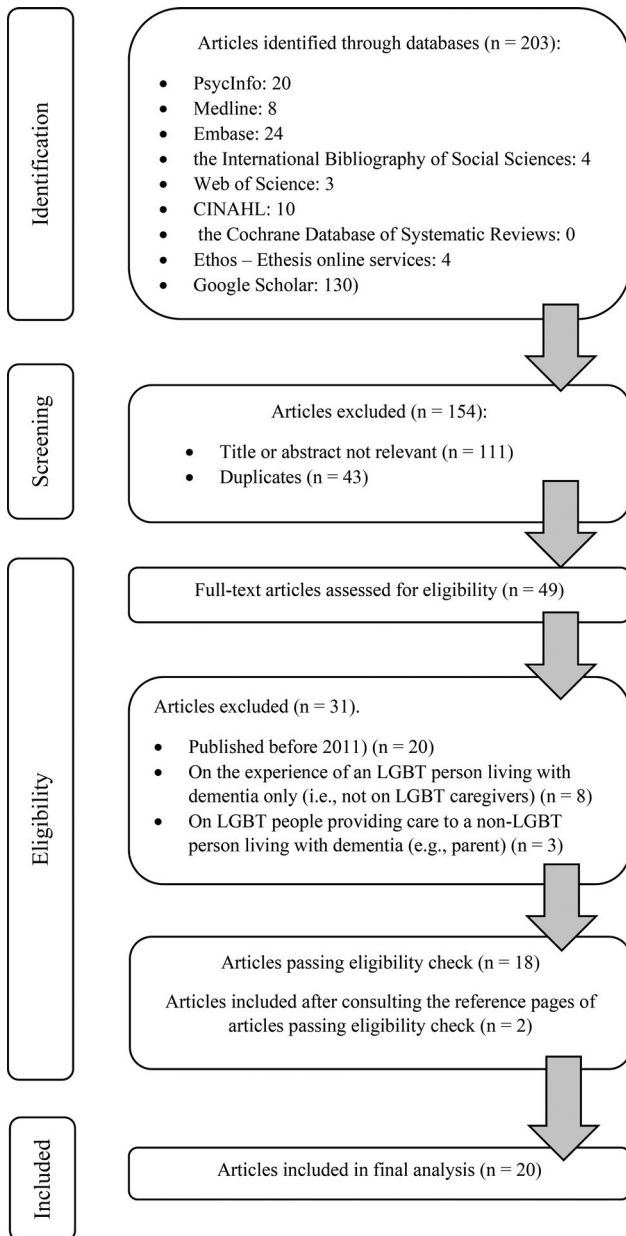 Identification
Articles identified through databases (n = 203):
• PsycInfo: 20
• Medline: 8
• Embase: 24
• the International Bibliography of Social Sciences: 4
• Web of Science: 3
• CINAHL: 10
• the Cochrane Database of Systematic Reviews: 0
• Ethos – Ethesis online services: 4
• Google Scholar: 130)
Screening
Articles excluded (n = 154):
• Title or abstract not relevant (n = 111)
• Duplicates (n = 43)
Eligibility
Full-text articles assessed for eligibility (n = 49)
Articles excluded (n = 31).
• Published before 2011) (n = 20)
• On the experience of an LGBT person living with
dementia only (i.e., not on LGBT caregivers) (n = 8)
• On LGBT people providing care to a non-LGBT
person living with dementia (e.g., parent) (n = 3)
Articles passing eligibility check (n = 18)
Articles included after consulting the reference pages of
articles passing eligibility check (n = 2)
Included
Articles included in final analysis (n = 20)